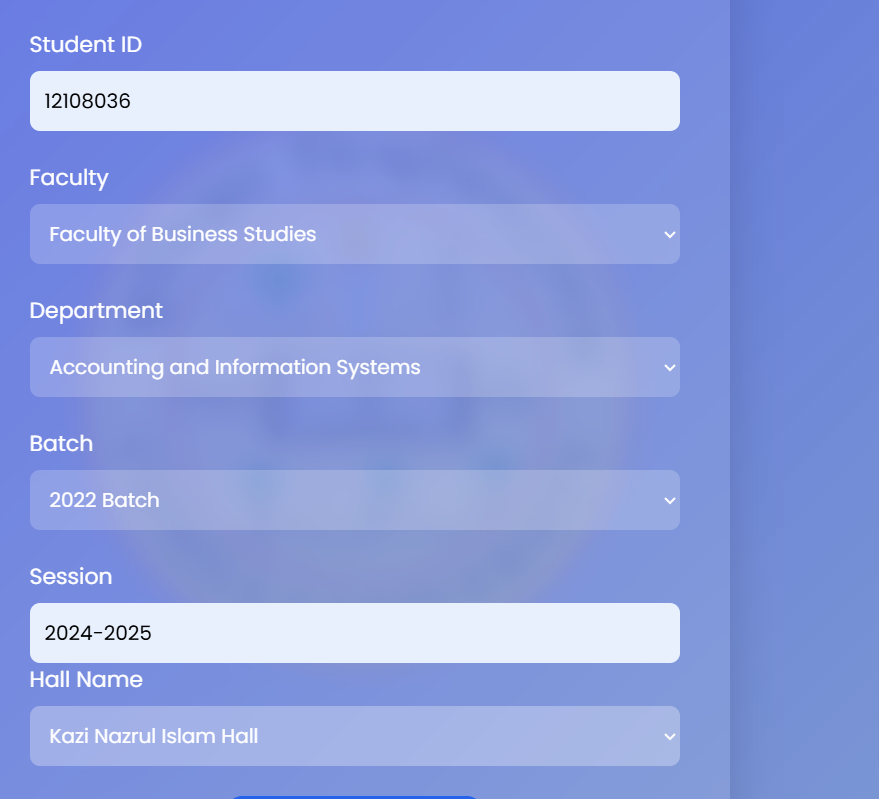 Student ID
12108036
Faculty
Faculty of Business Studies
Department
Accounting and Information Systems
Batch
2022 Batch
Session
2024-2025
Hall Name
Kazi Nazrul Islam Hall